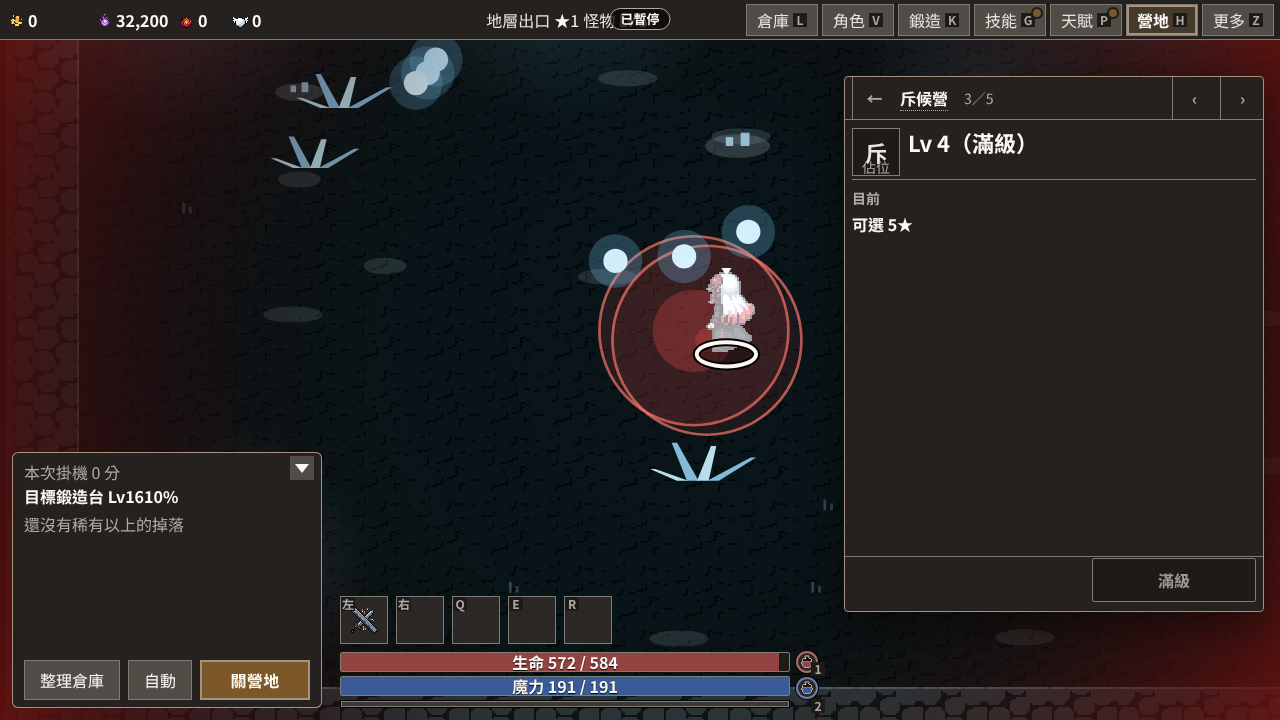 0 32,200 0 0 地層出口 ★1 怪物 已暫停 倉庫 L 角色 V 鍛造 K 技能 G 天賦 P 營地 H 更多 Z
← 斥候營 3／5 ‹ ›
斥 佔位 Lv 4（滿級）
目前
可選 5★
滿級
本次掛機 0 分
目標鍛造台 Lv1610%
還沒有稀有以上的掉落
整理倉庫 自動 關營地
左 右 Q E R
生命 572 / 584 1
魔力 191 / 191 2